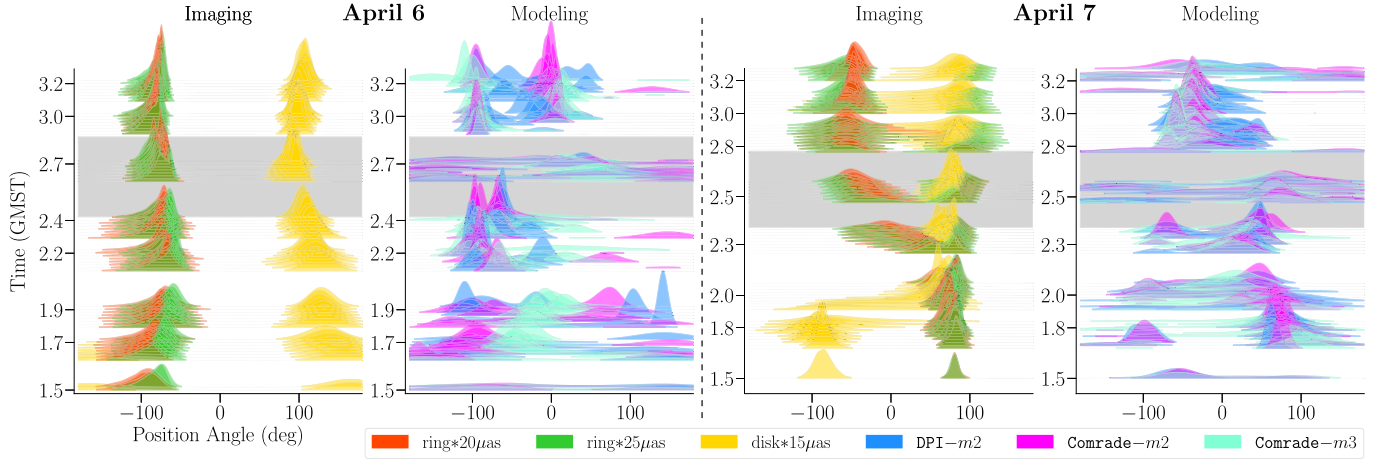 Imaging April 6 Modeling Imaging April 7 Modeling
3.2 3.2 3.2 3.2
3.0 3.0 3.0 3.0
2.7 2.7 2.8 2.8
2.4 2.4 2.5 2.5
2.2 2.2 2.3 2.3
1.9 1.9 2.0 2.0
1.7 1.7 1.8 1.8
1.5 1.5 1.5 1.5
Time (GMST)
−100 0 100 −100 0 100 −100 0 100 −100 0 100
Position Angle (deg)
ring∗20μas ring∗25μas disk∗15μas DPI−m2 Comrade−m2 Comrade−m3